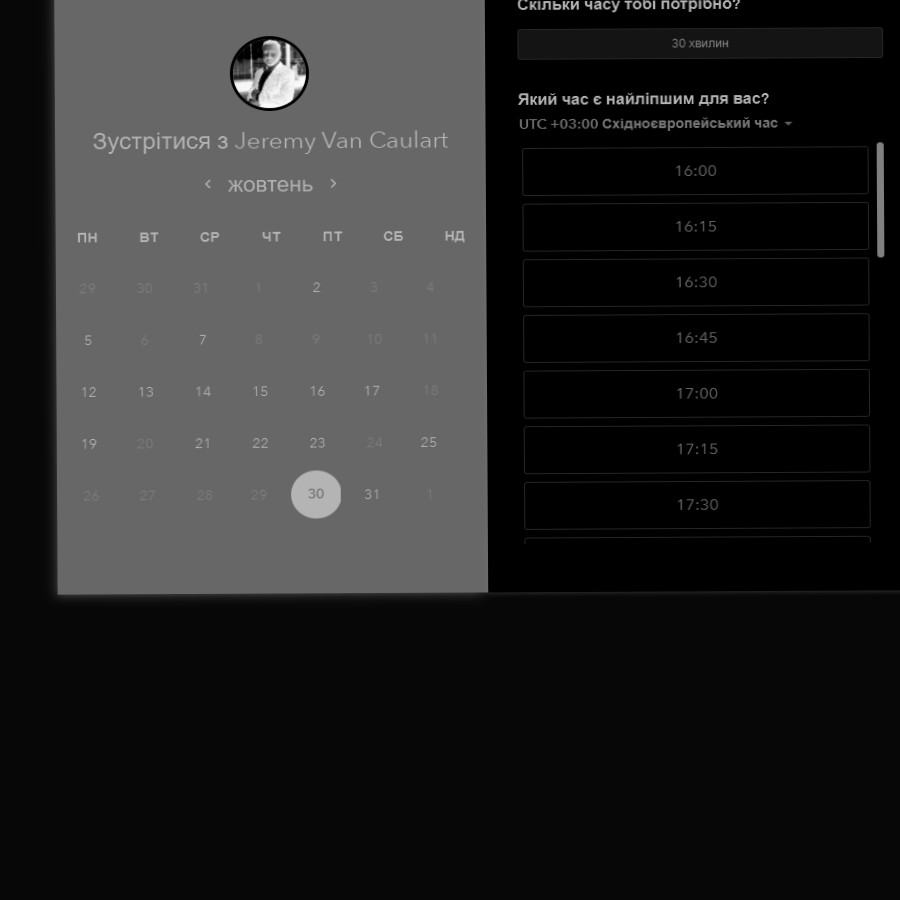 Зустрітися з Jeremy Van Caulart
жовтень
ПН ВТ СР ЧТ ПТ СБ НД
29 30 31 1 2 3 4
5 6 7 8 9 10 11
12 13 14 15 16 17 18
19 20 21 22 23 24 25
26 27 28 29 30 31 1
Скільки часу тобі потрібно?
30 хвилин
Який час є найліпшим для вас?
UTC +03:00 Східноєвропейський час
16:00
16:15
16:30
16:45
17:00
17:15
17:30